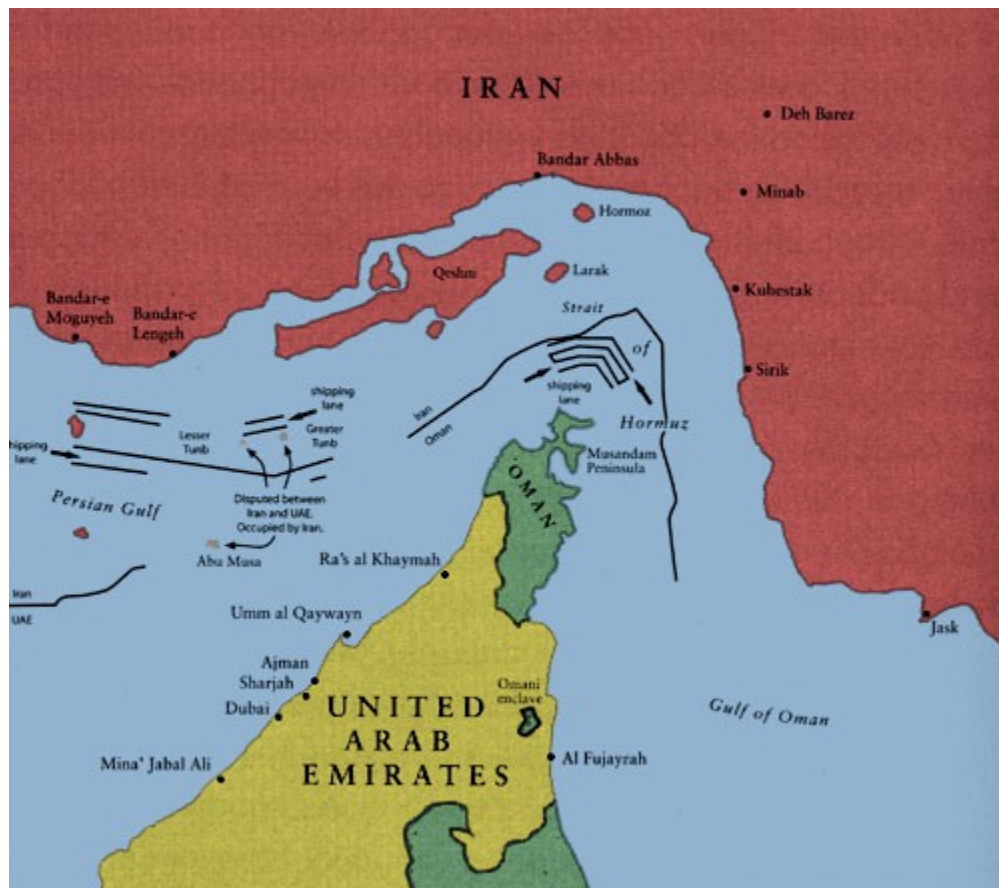 IRAN
Deh Barez
Bandar Abbas
Minab
Hormoz
Qeshm
Larak
Kuhestak
Bandar-e
Moguyeh
Bandar-e
Lengeh
Strait
of
Hormuz
Sirik
shipping
lane
shipping
lane
Iran
Oman
Lesser
Tunb
Greater
Tunb
hipping
lane
Musandam
Peninsula
OMAN
Persian Gulf
Disputed between
Iran and UAE.
Occupied by Iran.
Abu Musa
Ra's al Khaymah
Iran
UAE
Umm al Qaywayn
Jask
Ajman
Sharjah
Dubai
Omani
enclave
UNITED
ARAB
EMIRATES
Gulf of Oman
Mina' Jabal Ali
Al Fujayrah